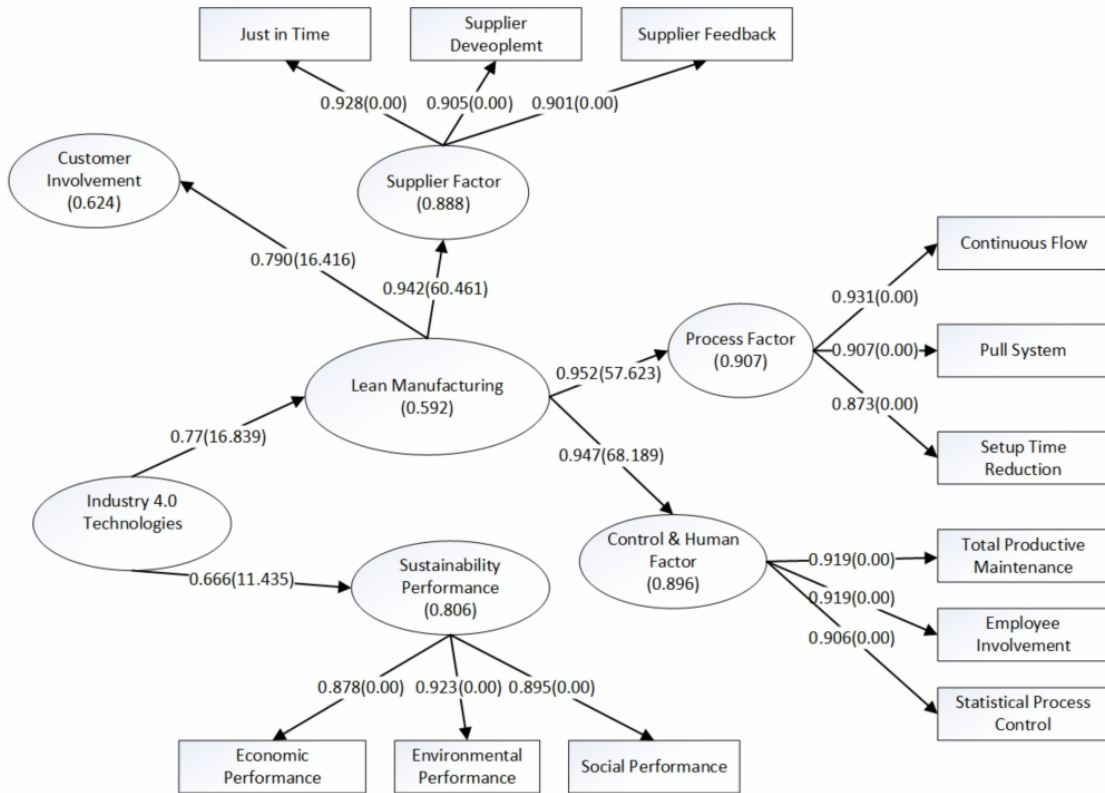 Just in Time
Supplier
Deveoplemt
Supplier Feedback
0.928(0.00)
0.905(0.00)
0.901(0.00)
Customer
Involvement
(0.624)
Supplier Factor
(0.888)
0.790(16.416)
0.942(60.461)
Continuous Flow
0.931(0.00)
Process Factor
(0.907)
0.907(0.00)
Pull System
0.952(57.623)
Lean Manufacturing
(0.592)
0.873(0.00)
0.77(16.839)
0.947(68.189)
Setup Time
Reduction
Industry 4.0
Technologies
Control & Human
Factor
(0.896)
0.919(0.00)
Total Productive
Maintenance
0.666(11.435)
Sustainability
Performance
(0.806)
0.919(0.00)
Employee
Involvement
0.906(0.00)
0.878(0.00)
0.923(0.00)
0.895(0.00)
Statistical Process
Control
Economic
Performance
Environmental
Performance
Social Performance